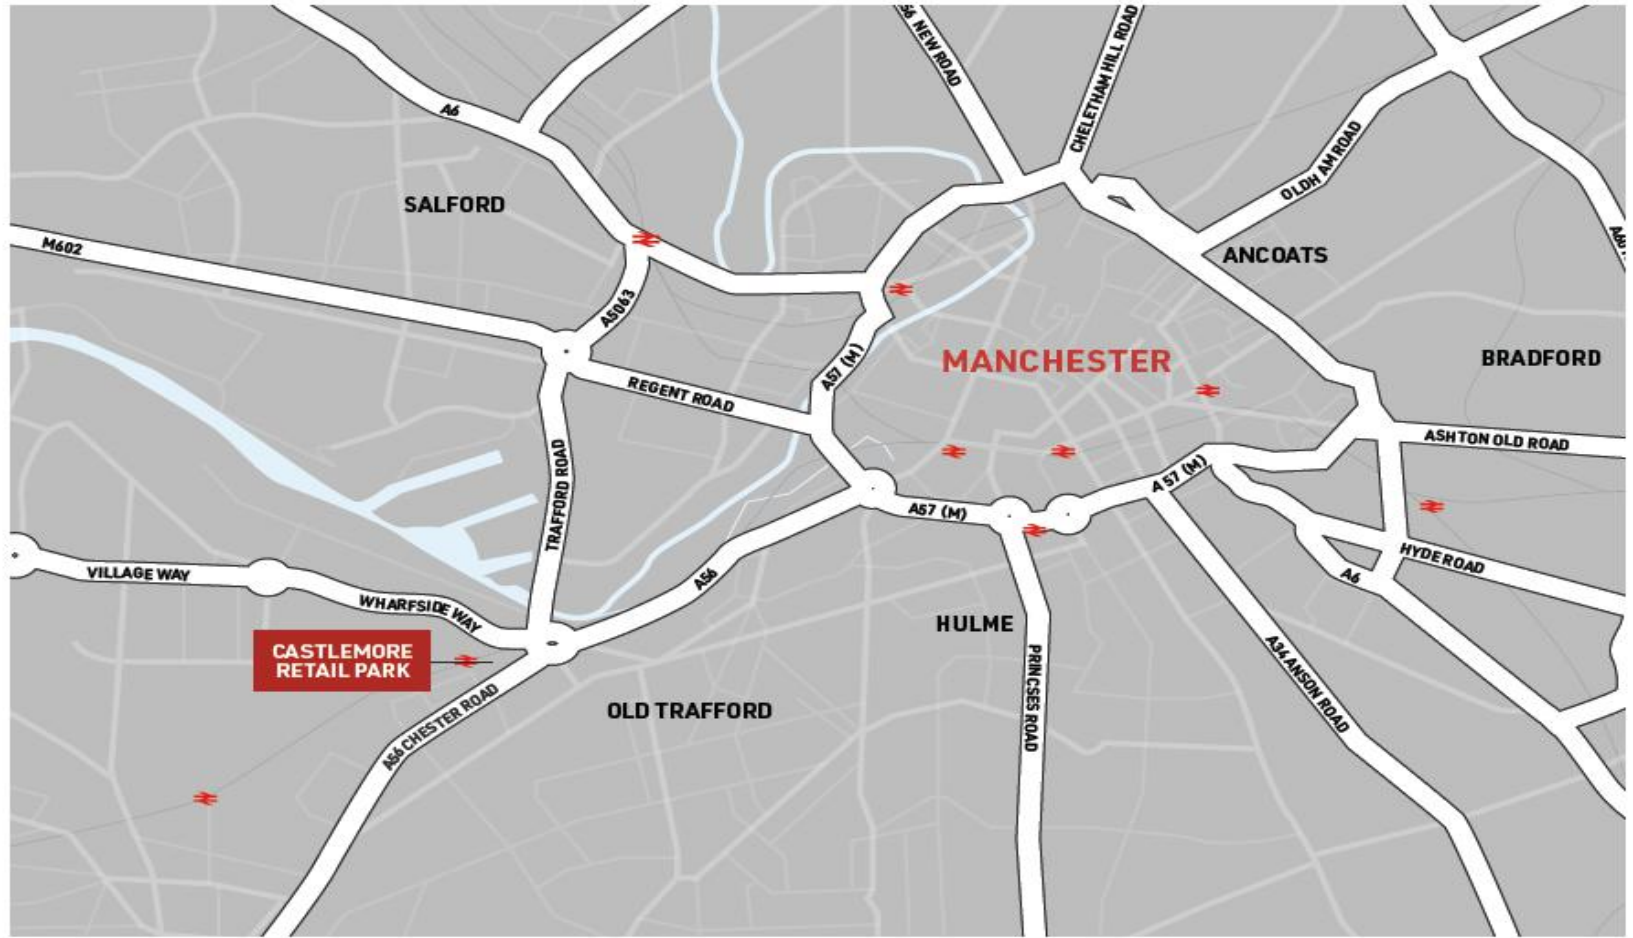 56 NEW ROAD
CHELETHAM HILL ROAD
A6
OLDHAM ROAD
SALFORD
M602
ANCOATS
A5063
MANCHESTER
BRADFORD
A57 (M)
REGENT ROAD
ASHTON OLD ROAD
TRAFFORD ROAD
A 57 (M)
A57 (M)
HYDE ROAD
VILLAGE WAY
A56
A6
WHARFSIDE WAY
HULME
CASTLEMORE
RETAIL PARK
PRINCSES ROAD
A34 ANSON ROAD
OLD TRAFFORD
A56 CHESTER ROAD